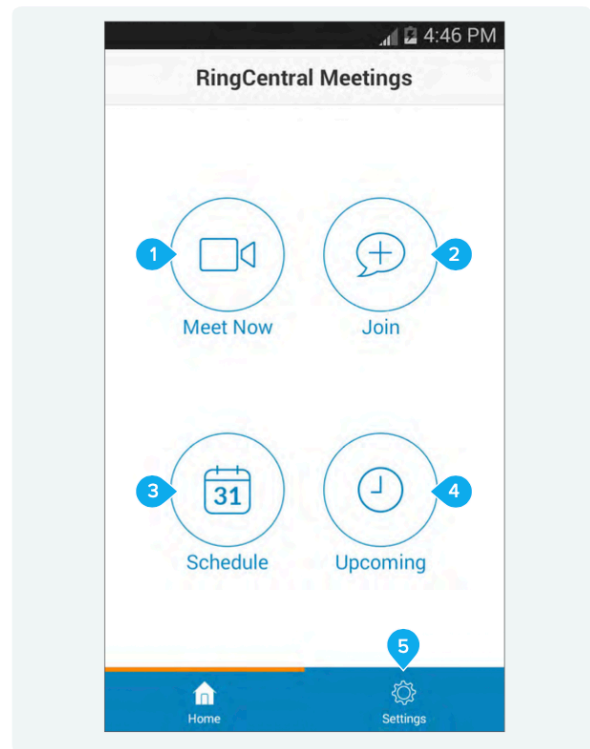 4:46 PM
RingCentral Meetings
1
2
Meet Now
Join
3
31
4
Schedule
Upcoming
5
Home
Settings